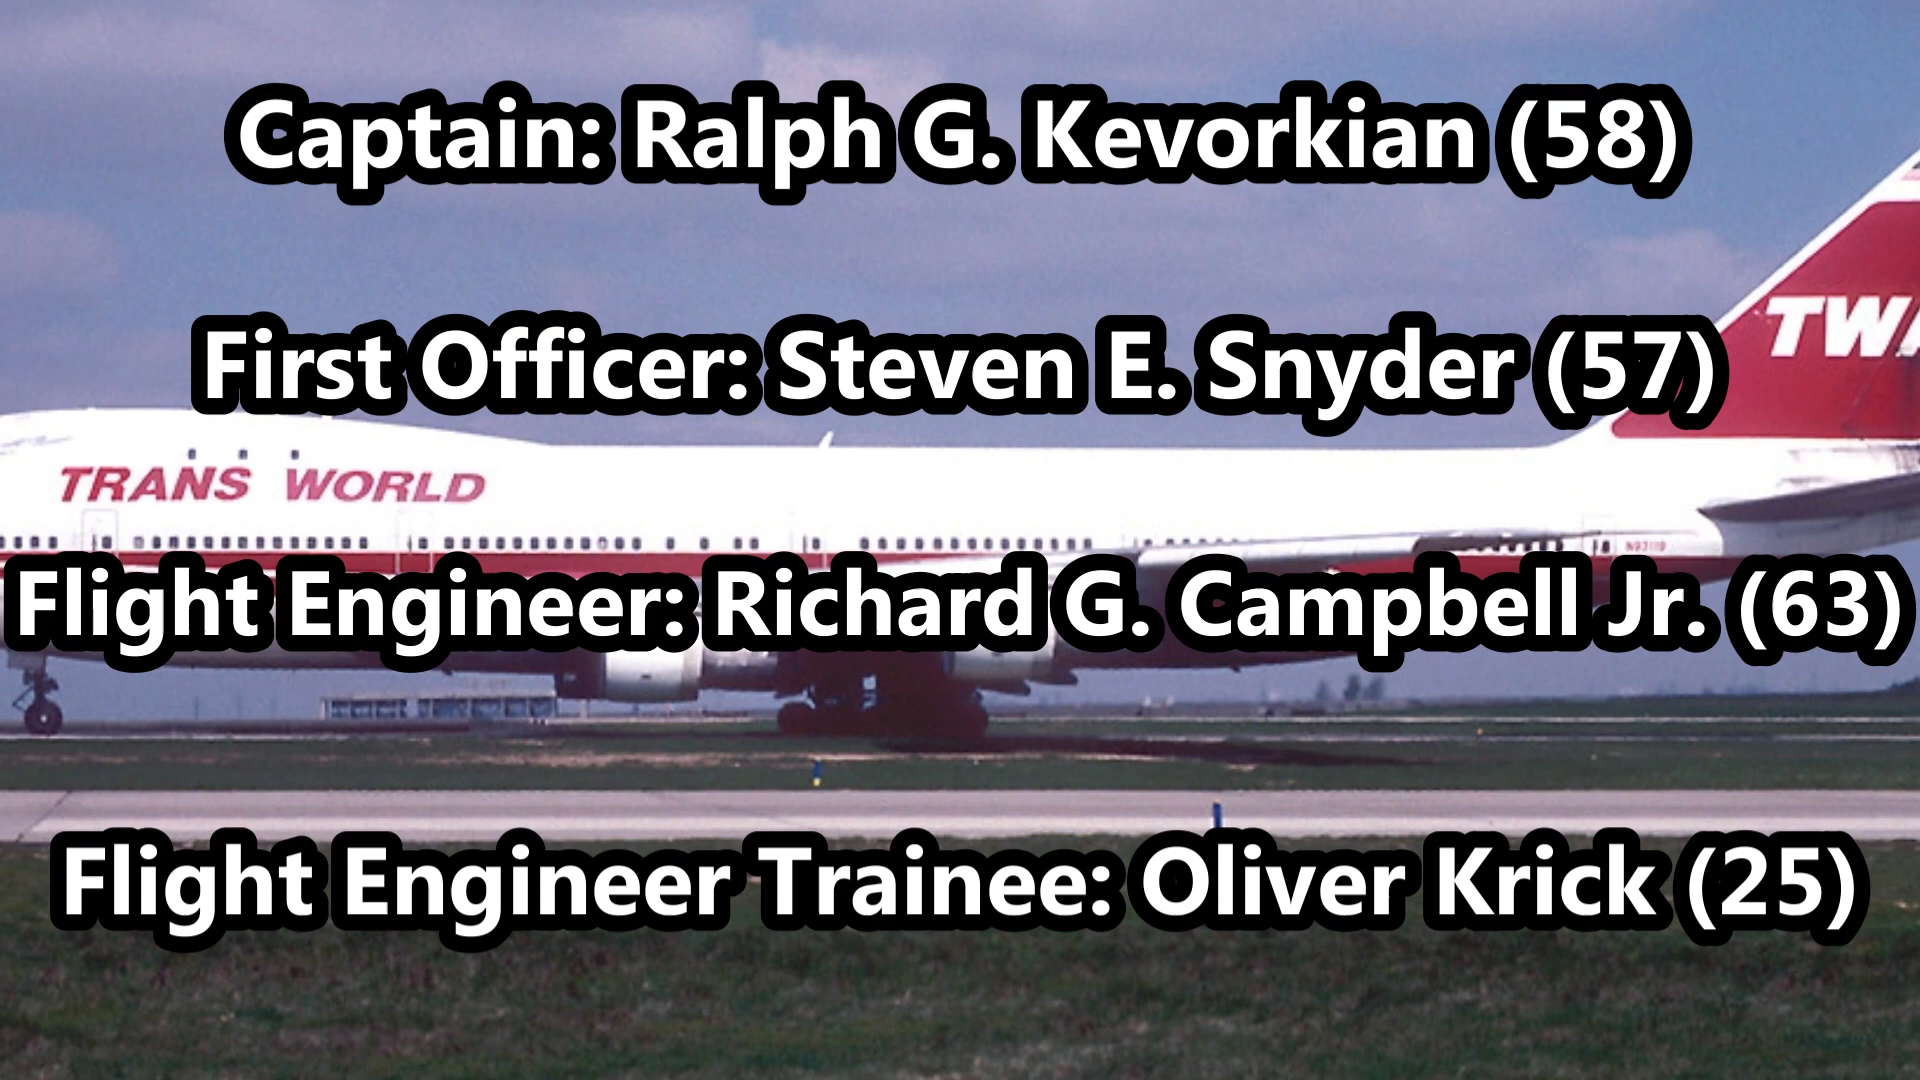 Captain: Ralph G. Kevorkian (58)
TWA
First Officer: Steven E. Snyder (57)
TRANS WORLD
N93119
Flight Engineer: Richard G. Campbell Jr. (63)
Flight Engineer Trainee: Oliver Krick (25)